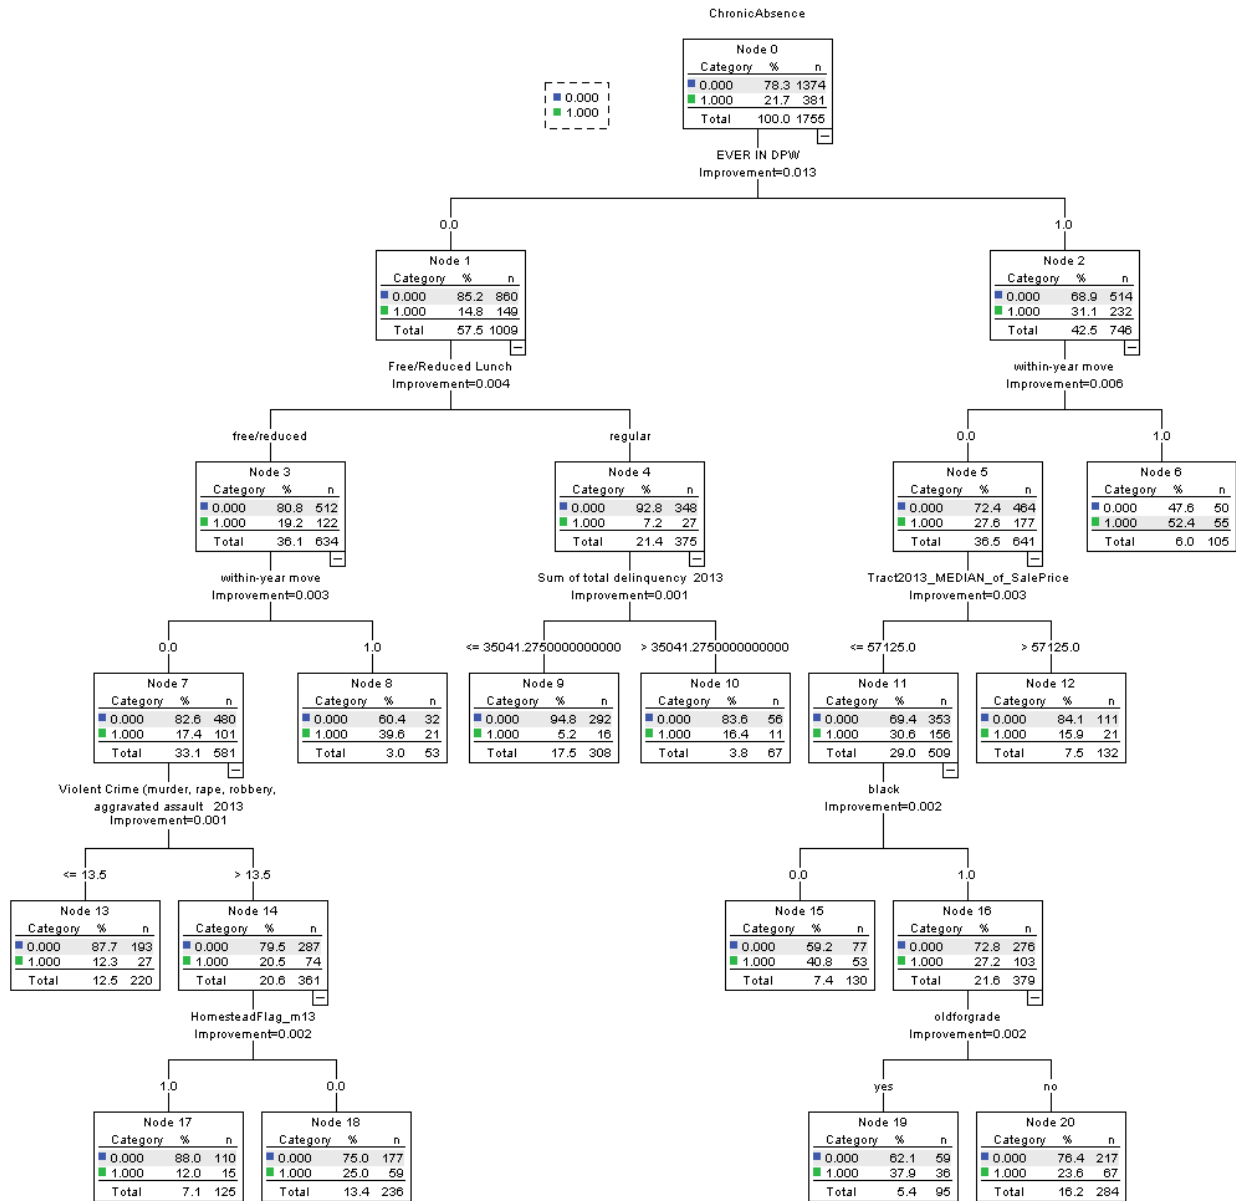 ChronicAbsence
0.000
1.000
Node 0
Category % n
0.000 78.3 1374
1.000 21.7 381
Total 100.0 1755
EVER IN DPW
Improvement=0.013
0.0 1.0
Node 1
Category % n
0.000 85.2 860
1.000 14.8 149
Total 57.5 1009
Free/Reduced Lunch
Improvement=0.004
Node 2
Category % n
0.000 68.9 514
1.000 31.1 232
Total 42.5 746
within-year move
Improvement=0.006
free/reduced regular 0.0 1.0
Node 3
Category % n
0.000 80.8 512
1.000 19.2 122
Total 36.1 634
within-year move
Improvement=0.003
Node 4
Category % n
0.000 92.8 348
1.000 7.2 27
Total 21.4 375
Sum of total delinquency 2013
Improvement=0.001
Node 5
Category % n
0.000 72.4 464
1.000 27.6 177
Total 36.5 641
Tract2013_MEDIAN_of_SalePrice
Improvement=0.003
Node 6
Category % n
0.000 47.6 50
1.000 52.4 55
Total 6.0 105
0.0 1.0 <= 35041.2750000000000 > 35041.2750000000000 <= 57125.0 > 57125.0
Node 7
Category % n
0.000 82.6 480
1.000 17.4 101
Total 33.1 581
Violent Crime (murder, rape, robbery,
aggravated assault 2013
Improvement=0.001
Node 8
Category % n
0.000 60.4 32
1.000 39.6 21
Total 3.0 53
Node 9
Category % n
0.000 94.8 292
1.000 5.2 16
Total 17.5 308
Node 10
Category % n
0.000 83.6 56
1.000 16.4 11
Total 3.8 67
Node 11
Category % n
0.000 69.4 353
1.000 30.6 156
Total 29.0 509
black
Improvement=0.002
Node 12
Category % n
0.000 84.1 111
1.000 15.9 21
Total 7.5 132
<= 13.5 > 13.5 0.0 1.0
Node 13
Category % n
0.000 87.7 193
1.000 12.3 27
Total 12.5 220
Node 14
Category % n
0.000 79.5 287
1.000 20.5 74
Total 20.6 361
HomesteadFlag_m13
Improvement=0.002
Node 15
Category % n
0.000 59.2 77
1.000 40.8 53
Total 7.4 130
Node 16
Category % n
0.000 72.8 276
1.000 27.2 103
Total 21.6 379
oldforgrade
Improvement=0.002
1.0 0.0 yes no
Node 17
Category % n
0.000 88.0 110
1.000 12.0 15
Total 7.1 125
Node 18
Category % n
0.000 75.0 177
1.000 25.0 59
Total 13.4 236
Node 19
Category % n
0.000 62.1 59
1.000 37.9 36
Total 5.4 95
Node 20
Category % n
0.000 76.4 217
1.000 23.6 67
Total 16.2 284